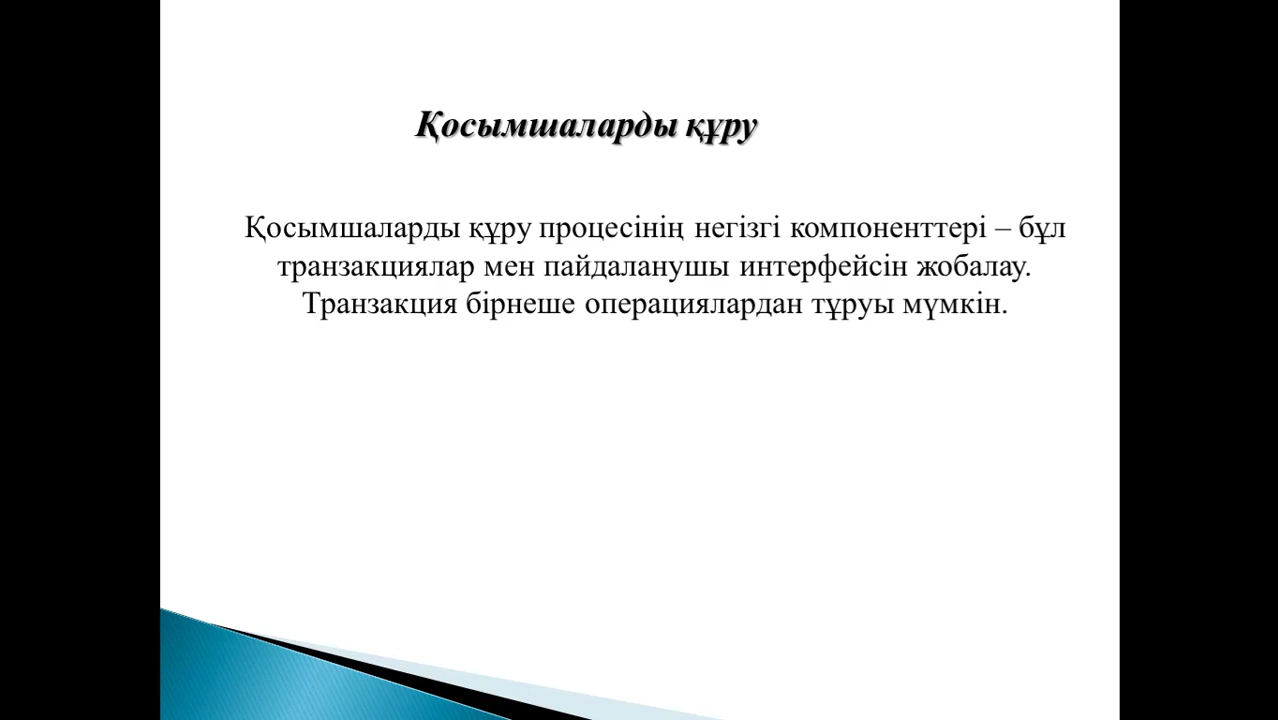 Қосымшаларды құру
Қосымшаларды құру процесінің негізгі компоненттері – бұл
транзакциялар мен пайдаланушы интерфейсін жобалау.
Транзакция бірнеше операциялардан тұруы мүмкін.